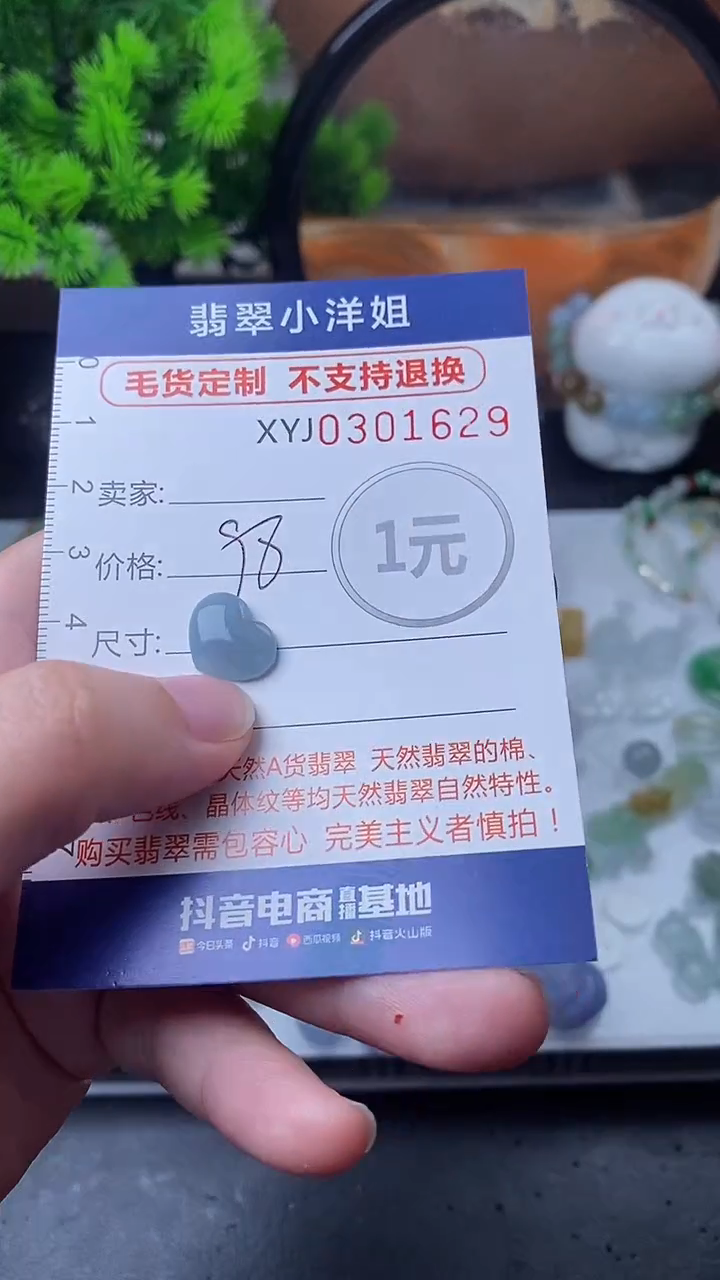 翡翠小洋姐
毛货定制 不支持退换
XYJ0301629
0
1
2
3
4
卖家:
价格: 98
1元
尺寸:
天然A货翡翠 天然翡翠的棉、
色线、晶体纹等均天然翡翠自然特性。
购买翡翠需包容心 完美主义者慎拍！
抖音电商直播基地
今日头条 抖音 西瓜视频 抖音火山版